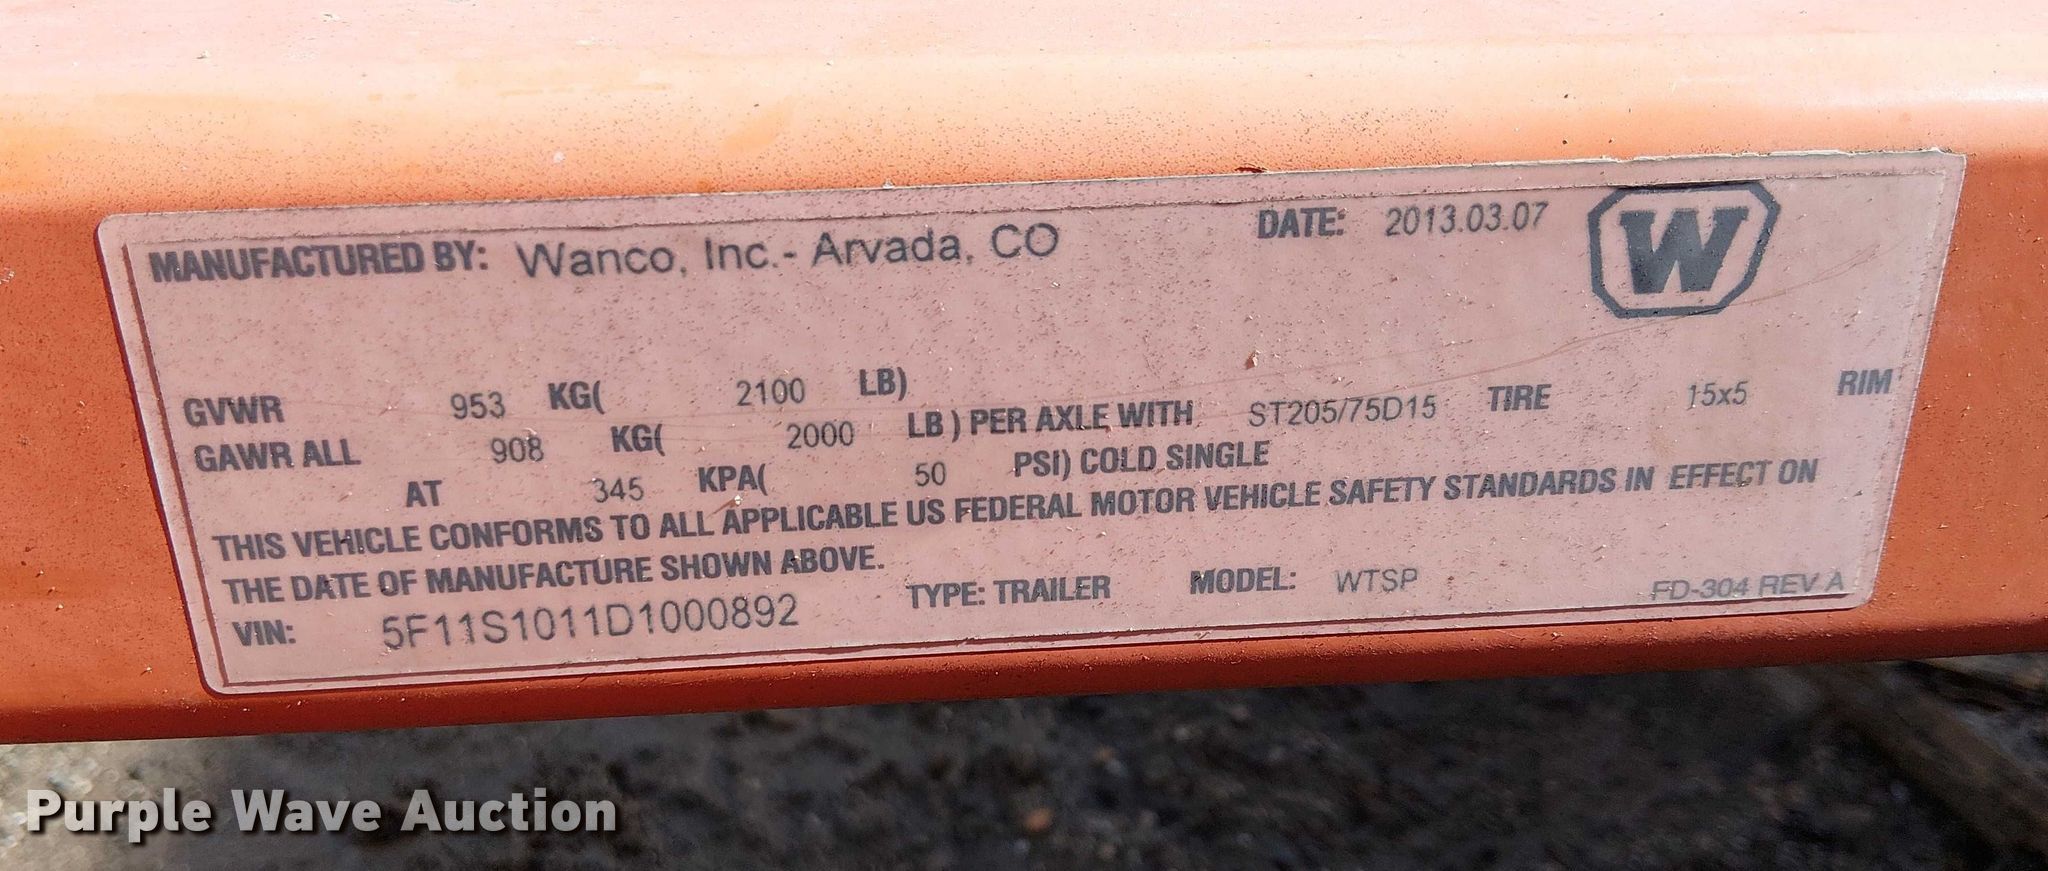 MANUFACTURED BY: Wanco, Inc.- Arvada, CO DATE: 2013.03.07 W
GVWR 953 KG( 2100 LB)
GAWR ALL 908 KG( 2000 LB ) PER AXLE WITH ST205/75D15 TIRE 15x5 RIM
AT 345 KPA( 50 PSI) COLD SINGLE
THIS VEHICLE CONFORMS TO ALL APPLICABLE US FEDERAL MOTOR VEHICLE SAFETY STANDARDS IN EFFECT ON
THE DATE OF MANUFACTURE SHOWN ABOVE.
VIN: 5F11S1011D1000892 TYPE: TRAILER MODEL: WTSP FD-304 REV A
Purple Wave Auction